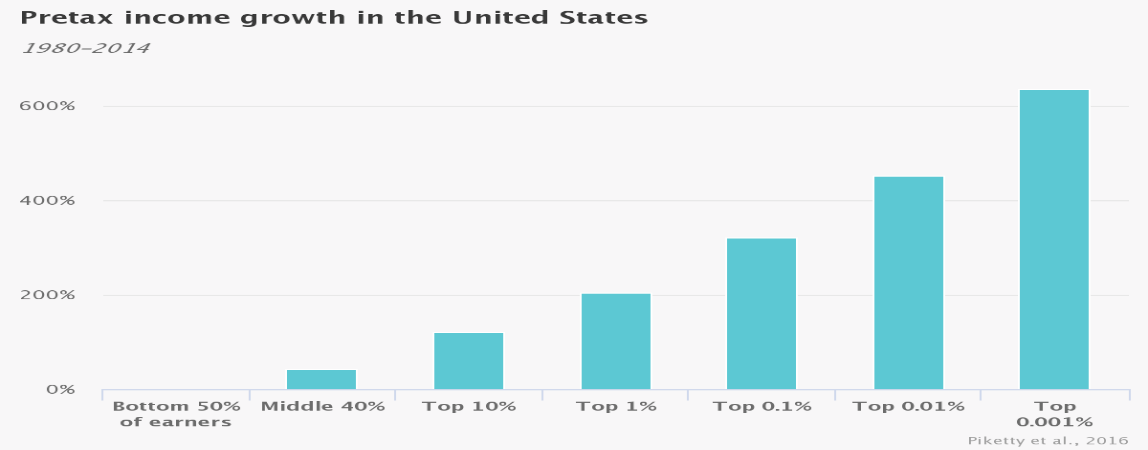 Pretax income growth in the United States
1980–2014
600%
400%
200%
0%
Bottom 50%
of earners
Middle 40%
Top 10%
Top 1%
Top 0.1%
Top 0.01%
Top
0.001%
Piketty et al., 2016